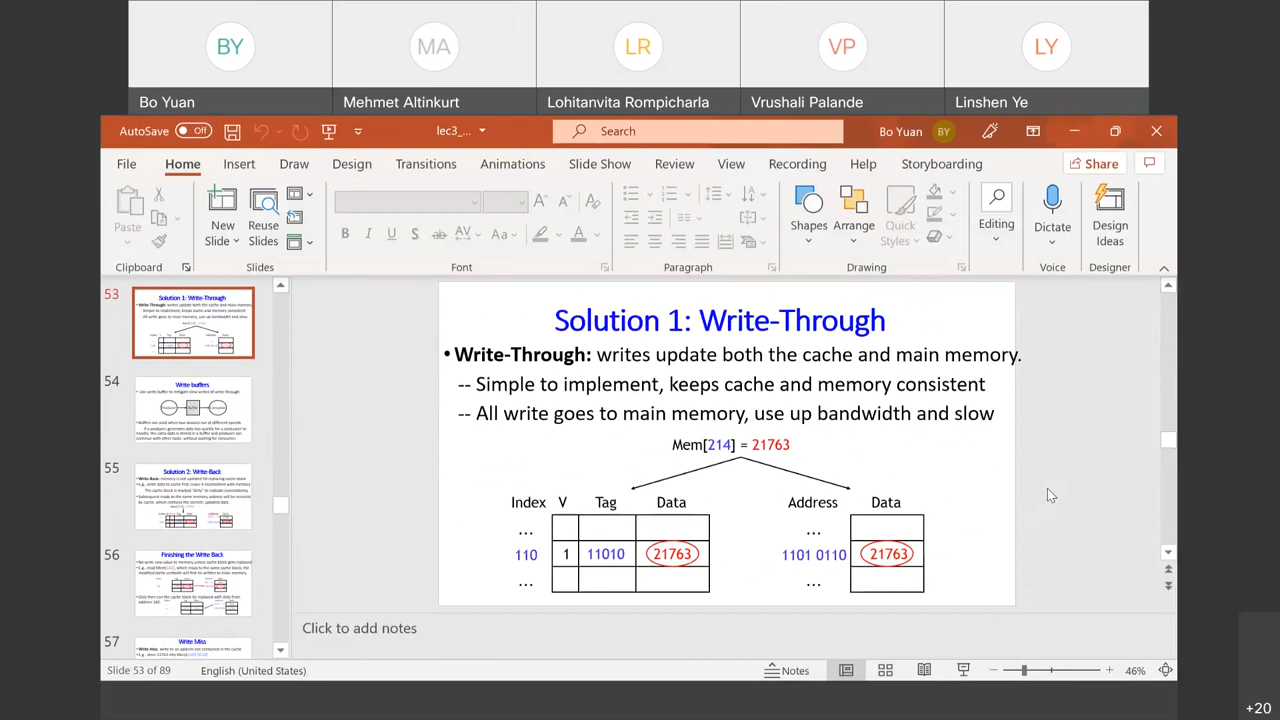 BY
MA
LR
VP
LY
Bo Yuan
Mehmet Altinkurt
Lohitanvita Rompicharla
Vrushali Palande
Linshen Ye
AutoSave Off
lec3_...
Search
Bo Yuan BY
File Home Insert Draw Design Transitions Animations Slide Show Review View Recording Help Storyboarding
Share
Paste
New Slide
Reuse Slides
Shapes
Arrange
Quick Styles
Editing
Dictate
Design Ideas
Clipboard
Slides
Font
Paragraph
Drawing
Voice
Designer
53
Solution 1: Write-Through
54
Write buffers
55
Solution 2: Write-Back
56
Finishing the Write Back
57
Write Miss
Solution 1: Write-Through
• Write-Through: writes update both the cache and main memory.
-- Simple to implement, keeps cache and memory consistent
-- All write goes to main memory, use up bandwidth and slow
Mem[214] = 21763
Index V Tag Data Address Data
... ...
110 1 11010 21763 1101 0110 21763
... ...
Click to add notes
Slide 53 of 89
English (United States)
Notes
46%
+20